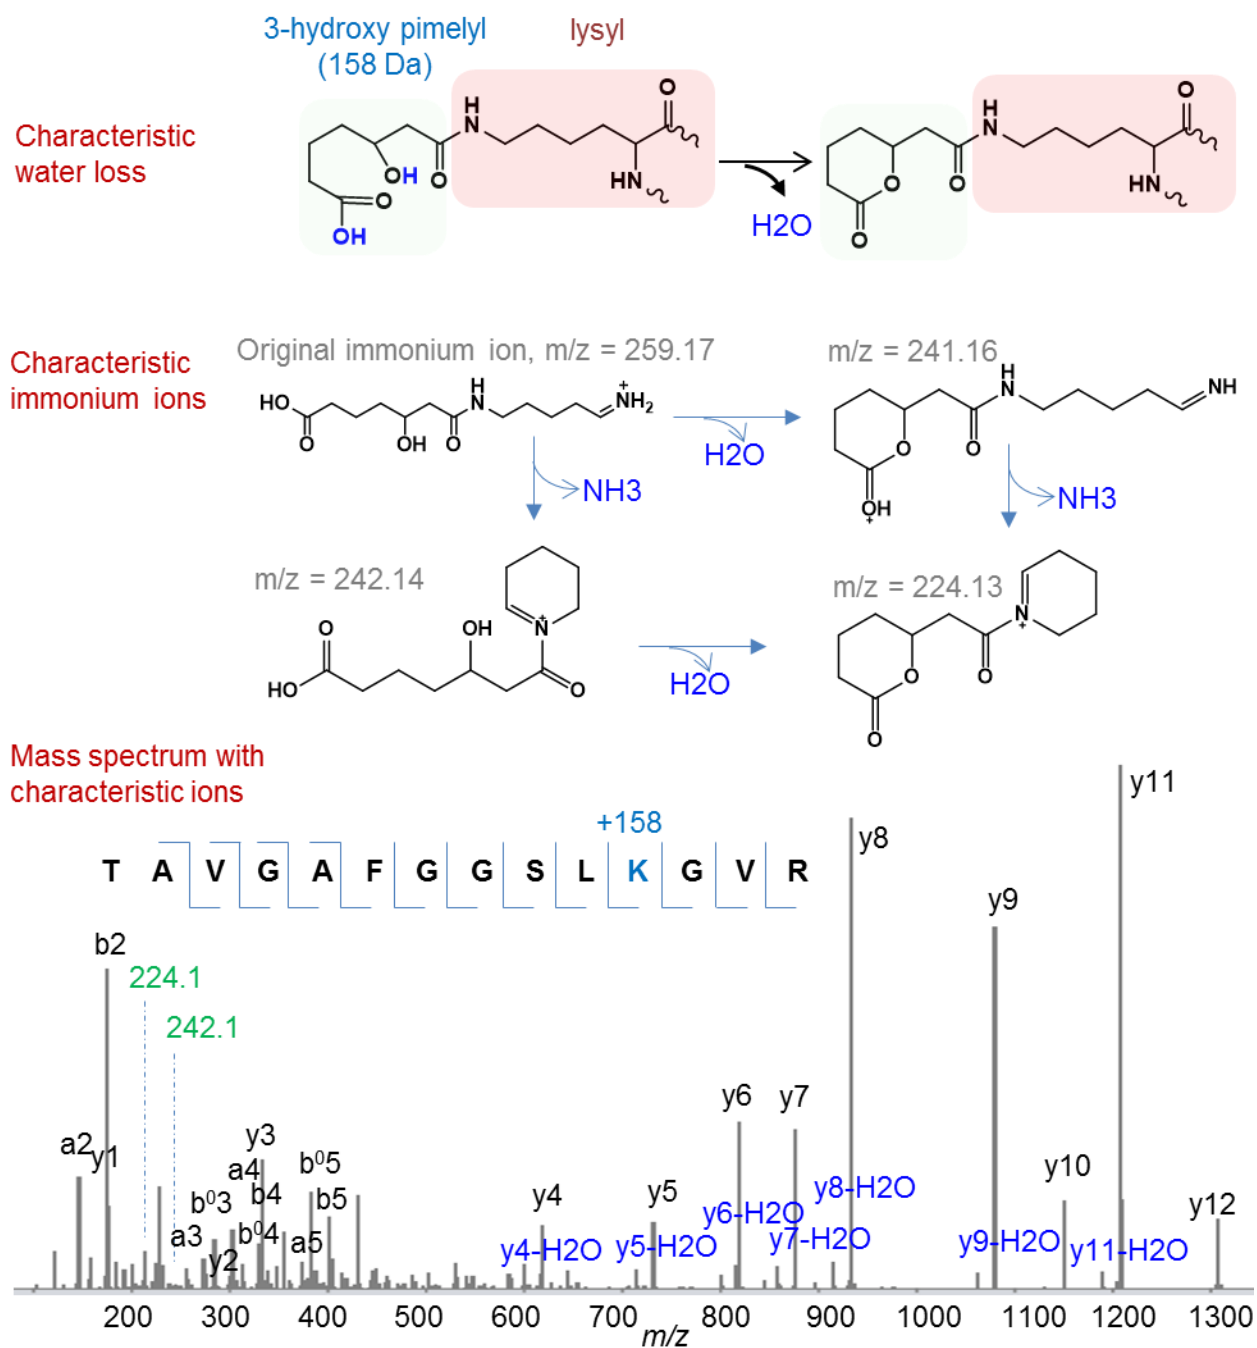 3-hydroxy pimelyl
(158 Da)
lysyl
Characteristic
water loss
H
N
O
OH
O
O
OH
HN
H2O
H
N
O
O
O
O
HN
Characteristic
immonium ions
Original immonium ion, m/z = 259.17
HO
O
OH
O
H
N
+
NH2
H2O
NH3
m/z = 241.16
H
N
NH
O
O
OH
+
NH3
m/z = 242.14
O
HO
OH
N
+
O
H2O
m/z = 224.13
N
+
O
O
O
Mass spectrum with
characteristic ions
+158
T A V G A F G G S L K G V R
b2
224.1
242.1
a2
y1
b⁰3
a3
y2
y3
a4
b4
b⁰4
b⁰5
b5
a5
y4
y4-H2O
y5
y5-H2O
y6
y6-H2O
y7
y7-H2O
y8
y8-H2O
y9
y9-H2O
y10
y11
y11-H2O
y12
200 300 400 500 600 700 800 900 1000 1100 1200 1300
m/z